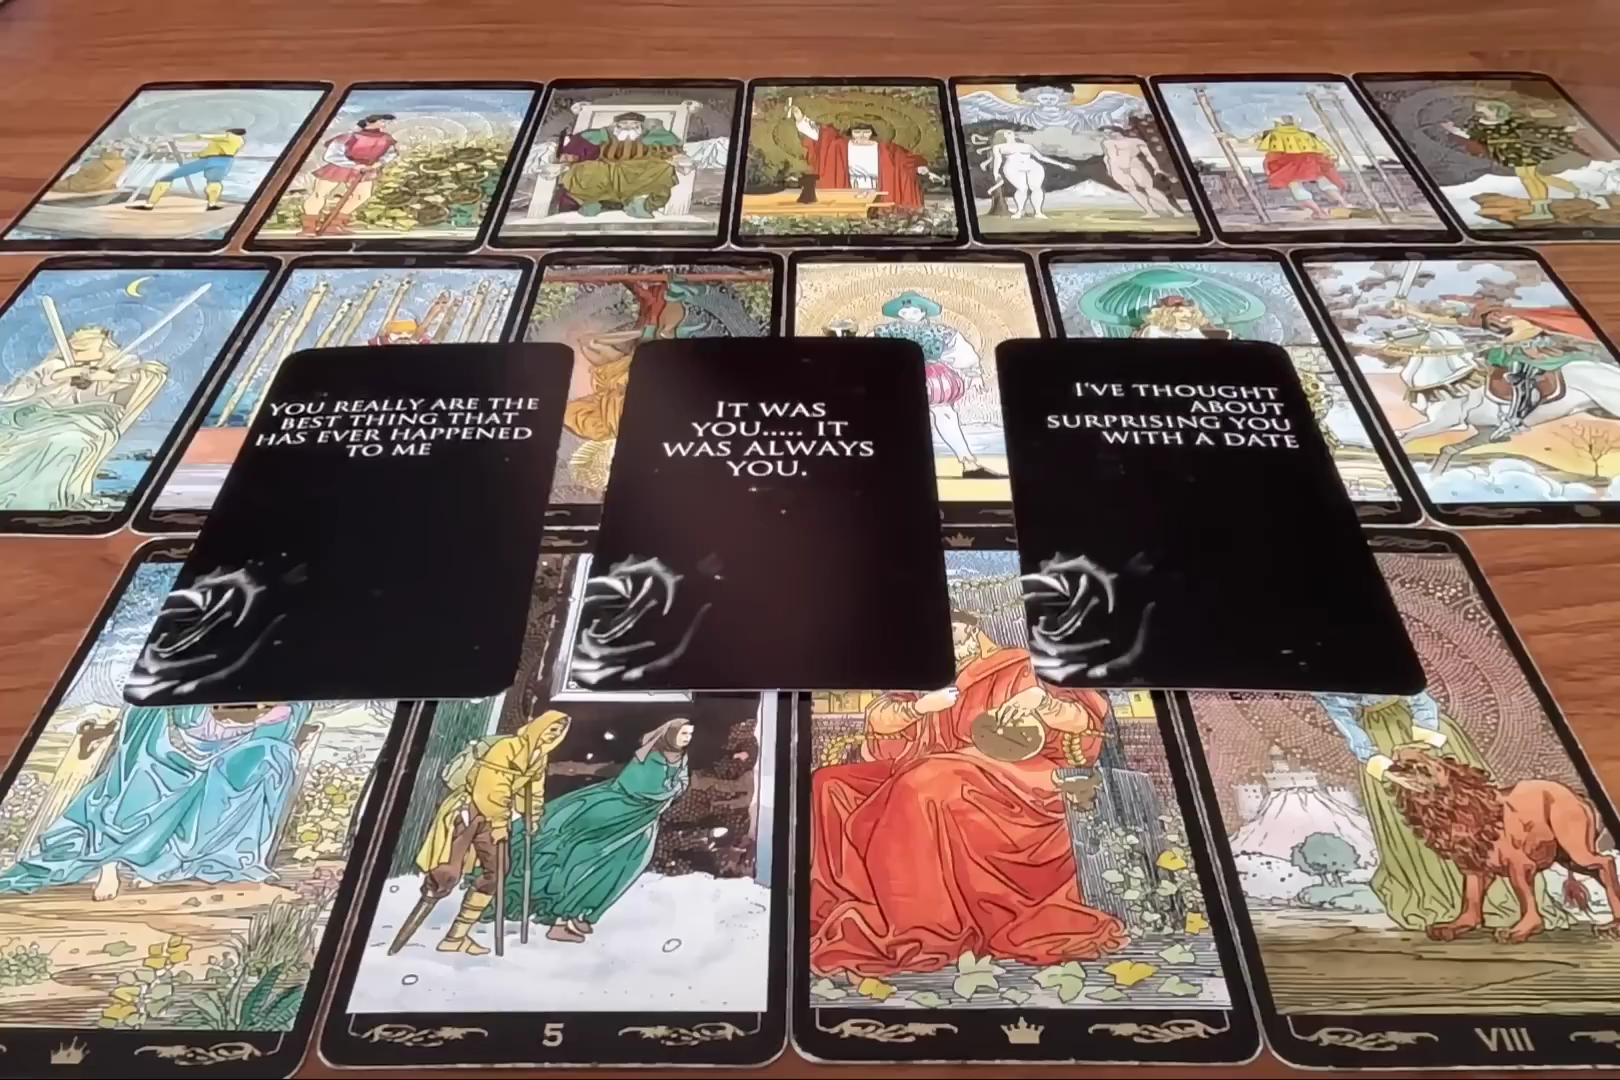 YOU REALLY ARE THE
BEST THING THAT
HAS EVER HAPPENED
TO ME
IT WAS
YOU..... IT
WAS ALWAYS
YOU.
I'VE THOUGHT
ABOUT
SURPRISING YOU
WITH A DATE
5
VIII